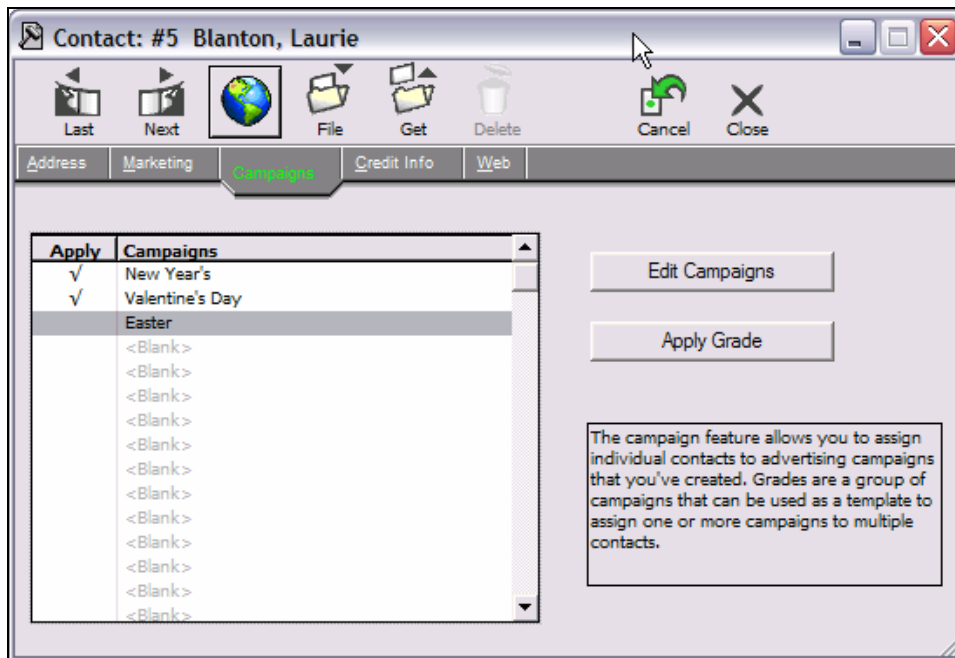 Contact: #5 Blanton, Laurie
Last Next File Get Delete Cancel Close
Address Marketing Campaigns Credit Info Web
Apply Campaigns
√ New Year's
√ Valentine's Day
Easter
<Blank>
<Blank>
<Blank>
<Blank>
<Blank>
<Blank>
<Blank>
<Blank>
<Blank>
<Blank>
<Blank>
<Blank>
Edit Campaigns
Apply Grade
The campaign feature allows you to assign
individual contacts to advertising campaigns
that you've created. Grades are a group of
campaigns that can be used as a template to
assign one or more campaigns to multiple
contacts.